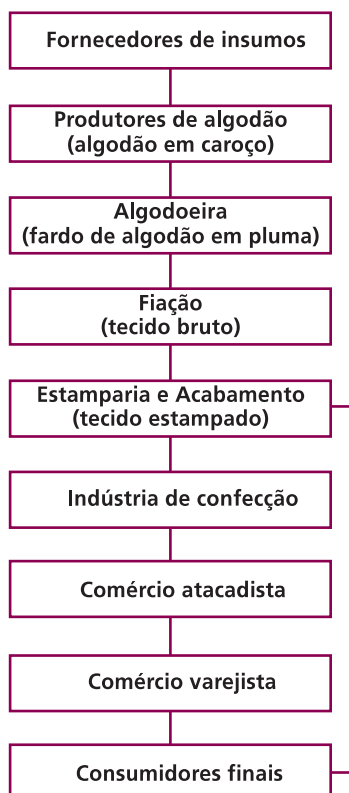 Fornecedores de insumos
Produtores de algodão
(algodão em caroço)
Algodoeira
(fardo de algodão em pluma)
Fiação
(tecido bruto)
Estamparia e Acabamento
(tecido estampado)
Indústria de confecção
Comércio atacadista
Comércio varejista
Consumidores finais